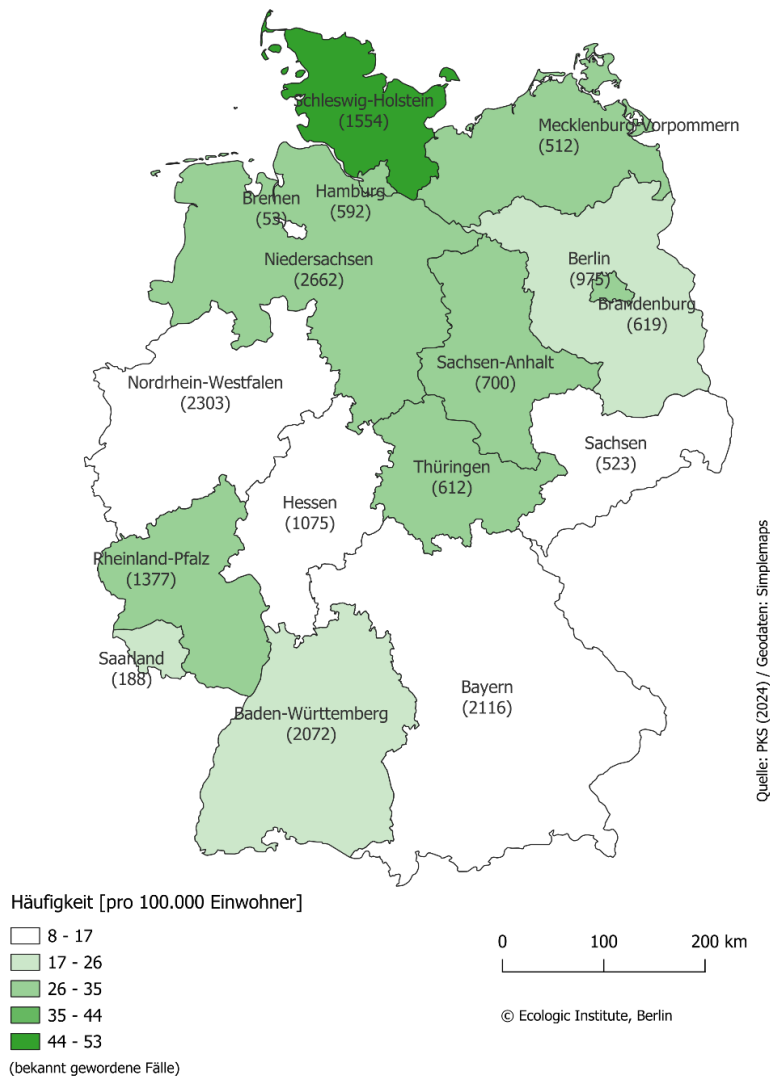 Schleswig-Holstein
(1554)
Mecklenburg-Vorpommern
(512)
Hamburg
(592)
Bremen
(53)
Niedersachsen
(2662)
Berlin
(975)
Brandenburg
(619)
Sachsen-Anhalt
(700)
Nordrhein-Westfalen
(2303)
Sachsen
(523)
Thüringen
(612)
Hessen
(1075)
Rheinland-Pfalz
(1377)
Saarland
(188)
Bayern
(2116)
Baden-Württemberg
(2072)
Quelle: PKS (2024) / Geodaten: Simplemaps
Häufigkeit [pro 100.000 Einwohner]
8 - 17
17 - 26
26 - 35
35 - 44
44 - 53
(bekannt gewordene Fälle)
0 100 200 km
© Ecologic Institute, Berlin